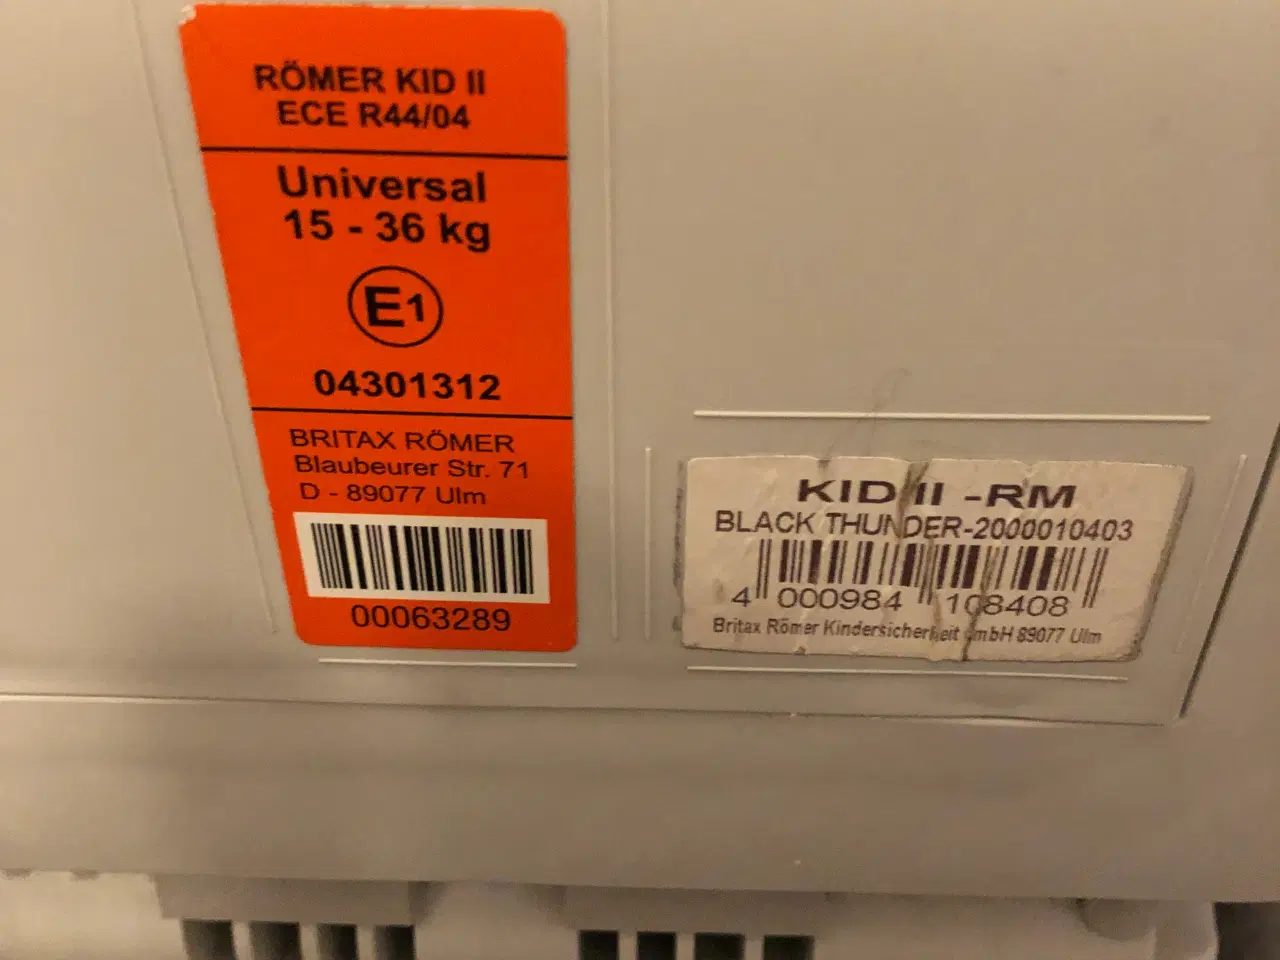 RÖMER KID II
ECE R44/04
Universal
15 - 36 kg
E1
04301312
BRITAX RÖMER
Blaubeurer Str. 71
D - 89077 Ulm
00063289
KID II -RM
BLACK THUNDER-2000010403
4 000984 108408
Britax Römer Kindersicherheit GmbH 89077 Ulm